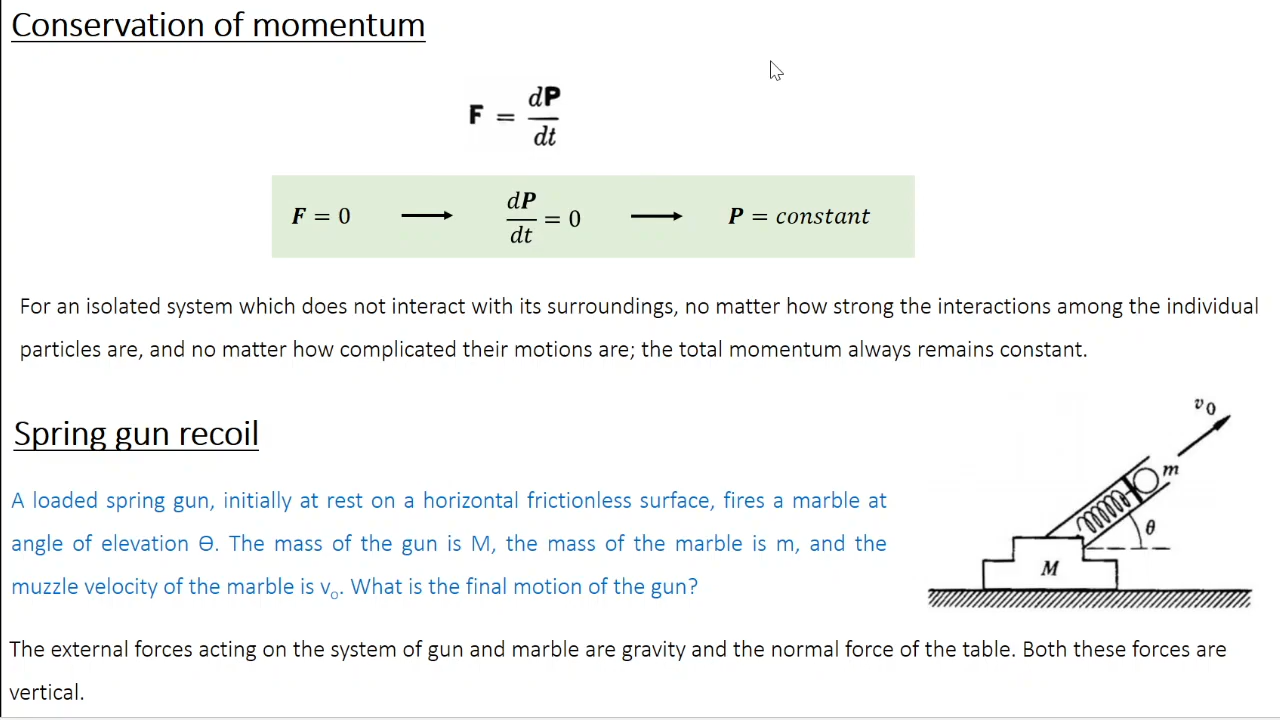 Conservation of momentum
F = dP/dt
F = 0 → dP/dt = 0 → P = constant
For an isolated system which does not interact with its surroundings, no matter how strong the interactions among the individual
particles are, and no matter how complicated their motions are; the total momentum always remains constant.
Spring gun recoil
A loaded spring gun, initially at rest on a horizontal frictionless surface, fires a marble at
angle of elevation Θ. The mass of the gun is M, the mass of the marble is m, and the
muzzle velocity of the marble is v₀. What is the final motion of the gun?
v₀
m
θ
M
The external forces acting on the system of gun and marble are gravity and the normal force of the table. Both these forces are
vertical.